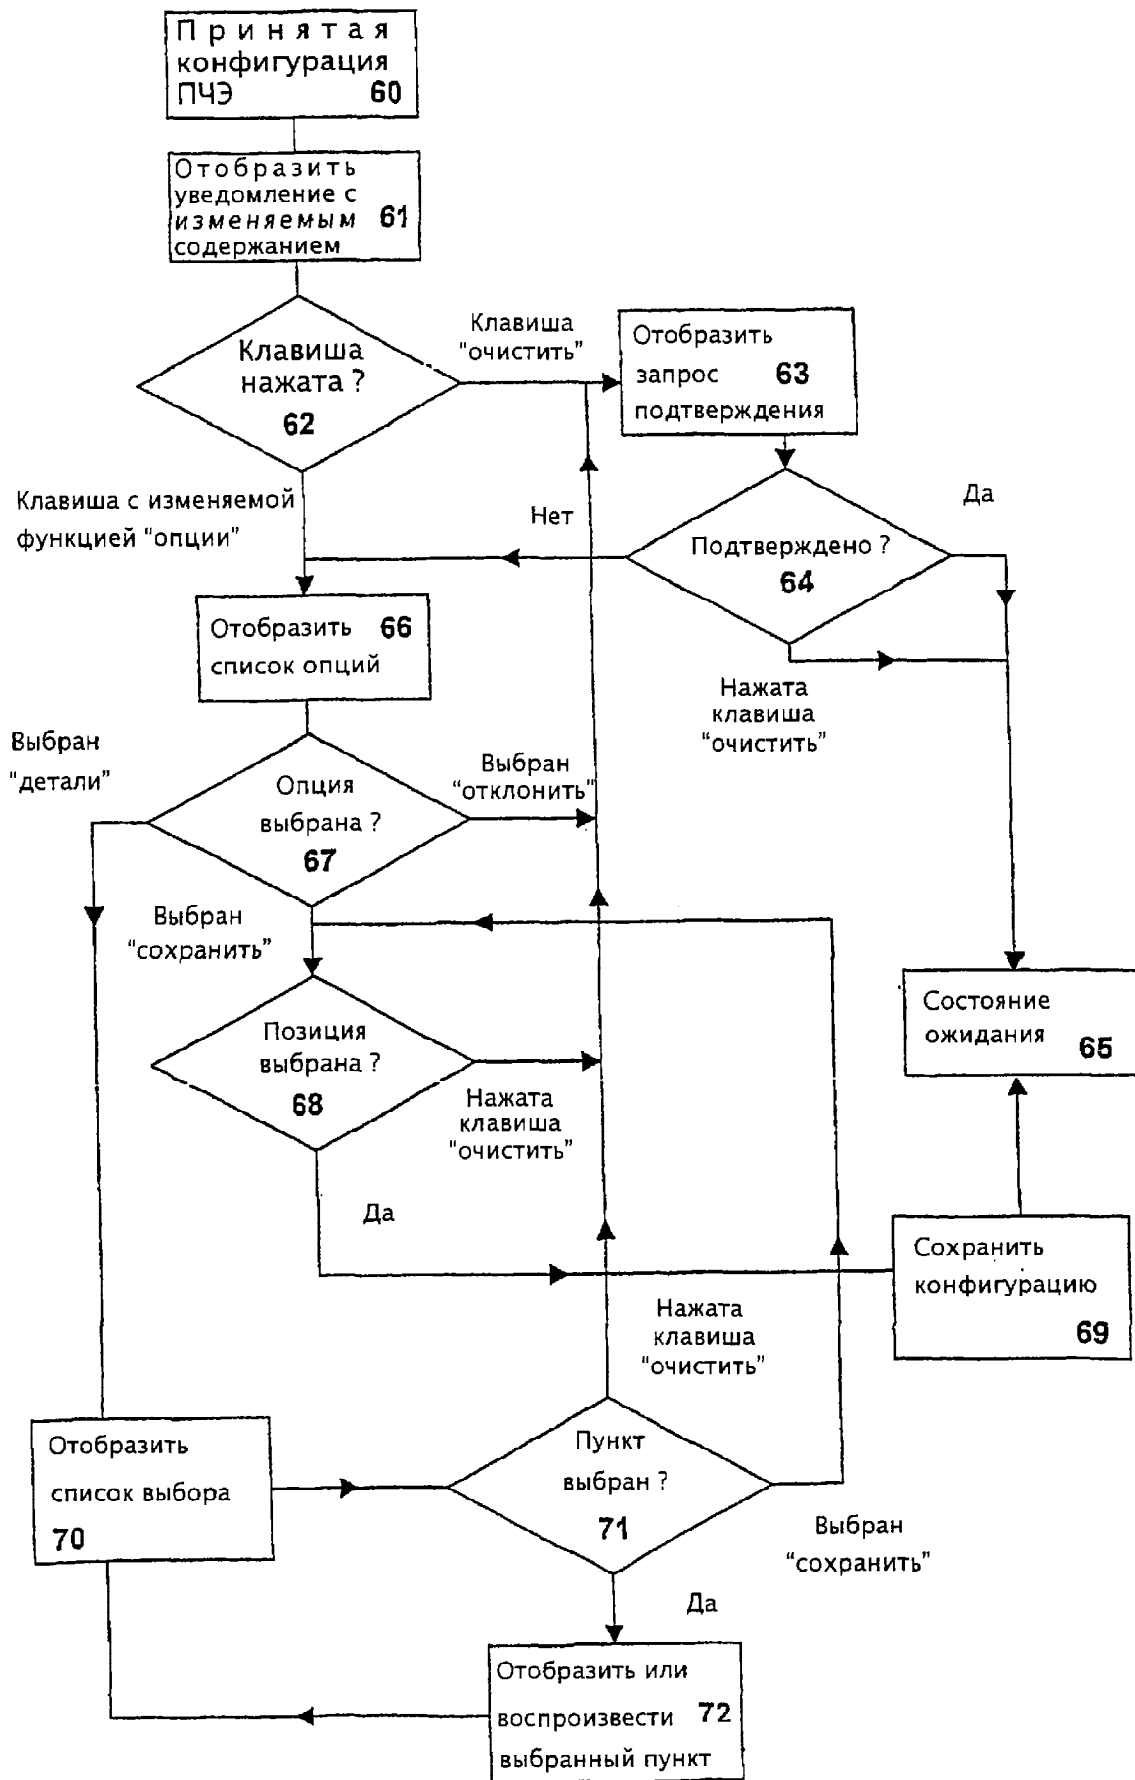 Принятая
конфигурация
ПЧЭ 60
Отобразить
уведомление с
изменяемым 61
содержанием
Клавиша
нажата ?
62
Клавиша
"очистить"
Отобразить
запрос 63
подтверждения
Клавиша с изменяемой
функцией "опции"
Нет
Подтверждено ?
64
Да
Нажата
клавиша
"очистить"
Отобразить 66
список опций
Выбран
"детали"
Опция
выбрана ?
67
Выбран
"отклонить"
Выбран
"сохранить"
Позиция
выбрана ?
68
Нажата
клавиша
"очистить"
Состояние
ожидания 65
Да
Сохранить
конфигурацию
69
Нажата
клавиша
"очистить"
Отобразить
список выбора
70
Пункт
выбран ?
71
Выбран
"сохранить"
Да
Отобразить или
воспроизвести 72
выбранный пункт